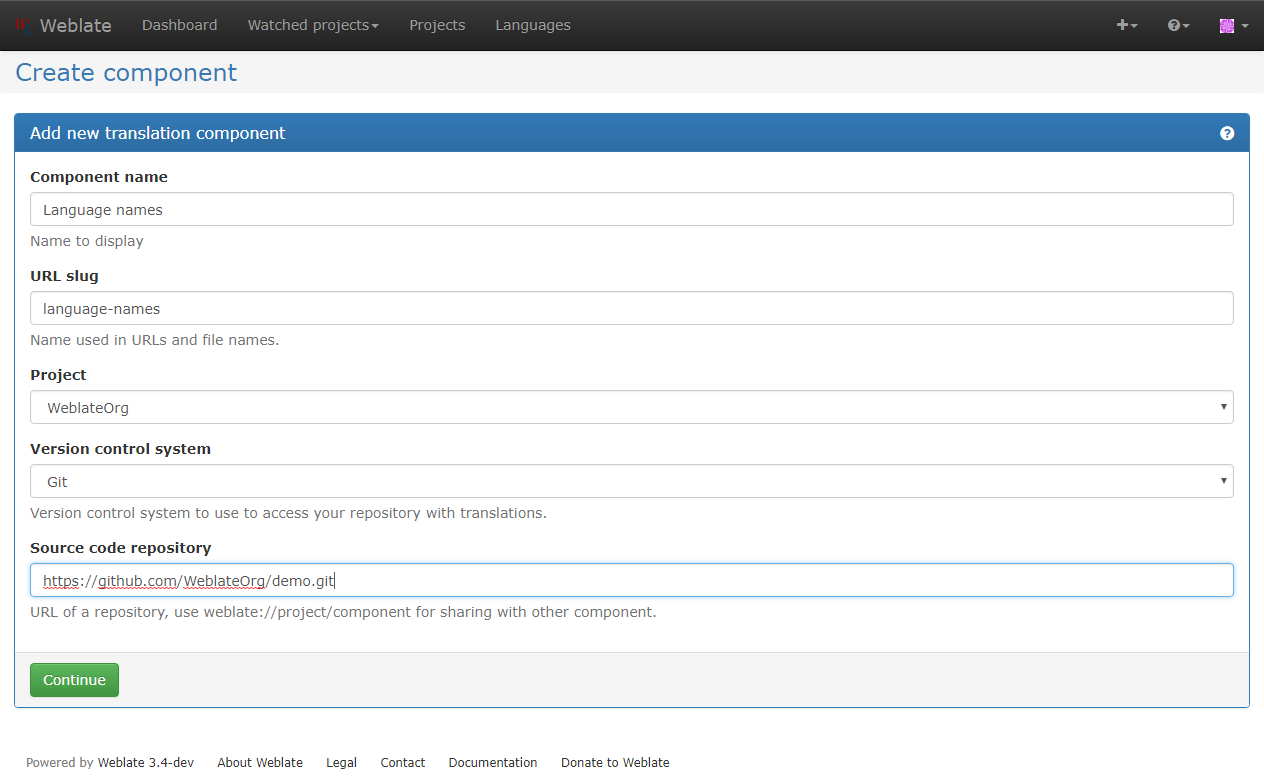 Weblate Dashboard Watched projects Projects Languages
Create component
Add new translation component
Component name
Language names
Name to display
URL slug
language-names
Name used in URLs and file names.
Project
WeblateOrg
Version control system
Git
Version control system to use to access your repository with translations.
Source code repository
https://github.com/WeblateOrg/demo.git
URL of a repository, use weblate://project/component for sharing with other component.
Continue
Powered by Weblate 3.4-dev About Weblate Legal Contact Documentation Donate to Weblate